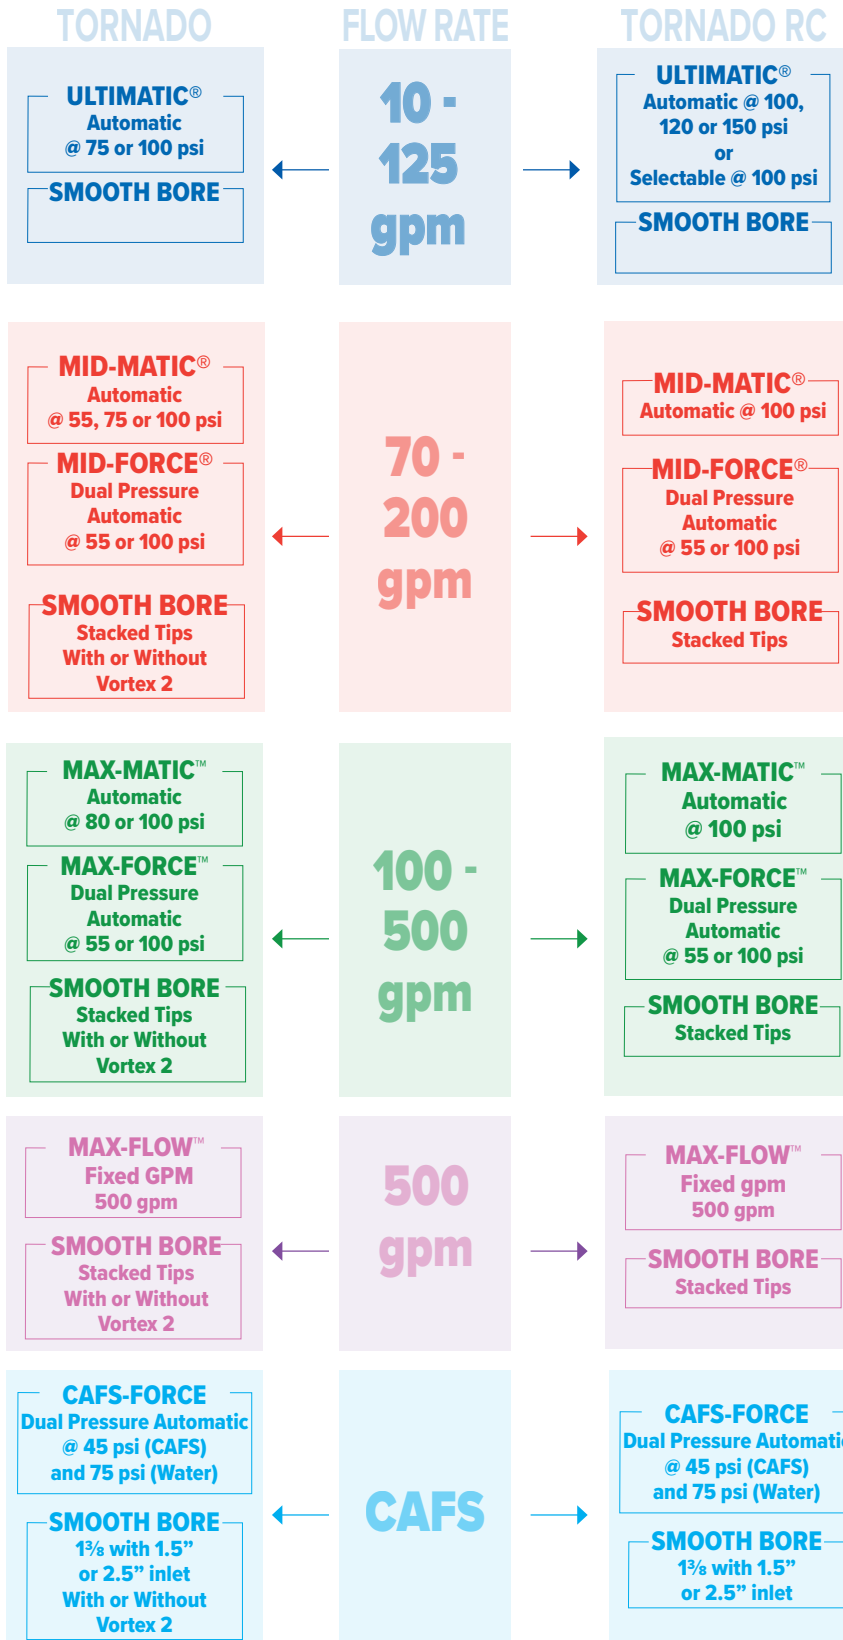 TORNADO
FLOW RATE
TORNADO RC
ULTIMATIC®
Automatic
@ 75 or 100 psi
SMOOTH BORE
10 -
125
gpm
ULTIMATIC®
Automatic @ 100,
120 or 150 psi
or
Selectable @ 100 psi
SMOOTH BORE
MID-MATIC®
Automatic
@ 55, 75 or 100 psi
MID-FORCE®
Dual Pressure
Automatic
@ 55 or 100 psi
SMOOTH BORE
Stacked Tips
With or Without
Vortex 2
70 -
200
gpm
MID-MATIC®
Automatic @ 100 psi
MID-FORCE®
Dual Pressure
Automatic
@ 55 or 100 psi
SMOOTH BORE
Stacked Tips
MAX-MATIC™
Automatic
@ 80 or 100 psi
MAX-FORCE™
Dual Pressure
Automatic
@ 55 or 100 psi
SMOOTH BORE
Stacked Tips
With or Without
Vortex 2
100 -
500
gpm
MAX-MATIC™
Automatic
@ 100 psi
MAX-FORCE™
Dual Pressure
Automatic
@ 55 or 100 psi
SMOOTH BORE
Stacked Tips
MAX-FLOW™
Fixed GPM
500 gpm
SMOOTH BORE
Stacked Tips
With or Without
Vortex 2
500
gpm
MAX-FLOW™
Fixed gpm
500 gpm
SMOOTH BORE
Stacked Tips
CAFS-FORCE
Dual Pressure Automatic
@ 45 psi (CAFS)
and 75 psi (Water)
SMOOTH BORE
1⅜ with 1.5”
or 2.5” inlet
With or Without
Vortex 2
CAFS
CAFS-FORCE
Dual Pressure Automatic
@ 45 psi (CAFS)
and 75 psi (Water)
SMOOTH BORE
1⅜ with 1.5”
or 2.5” inlet